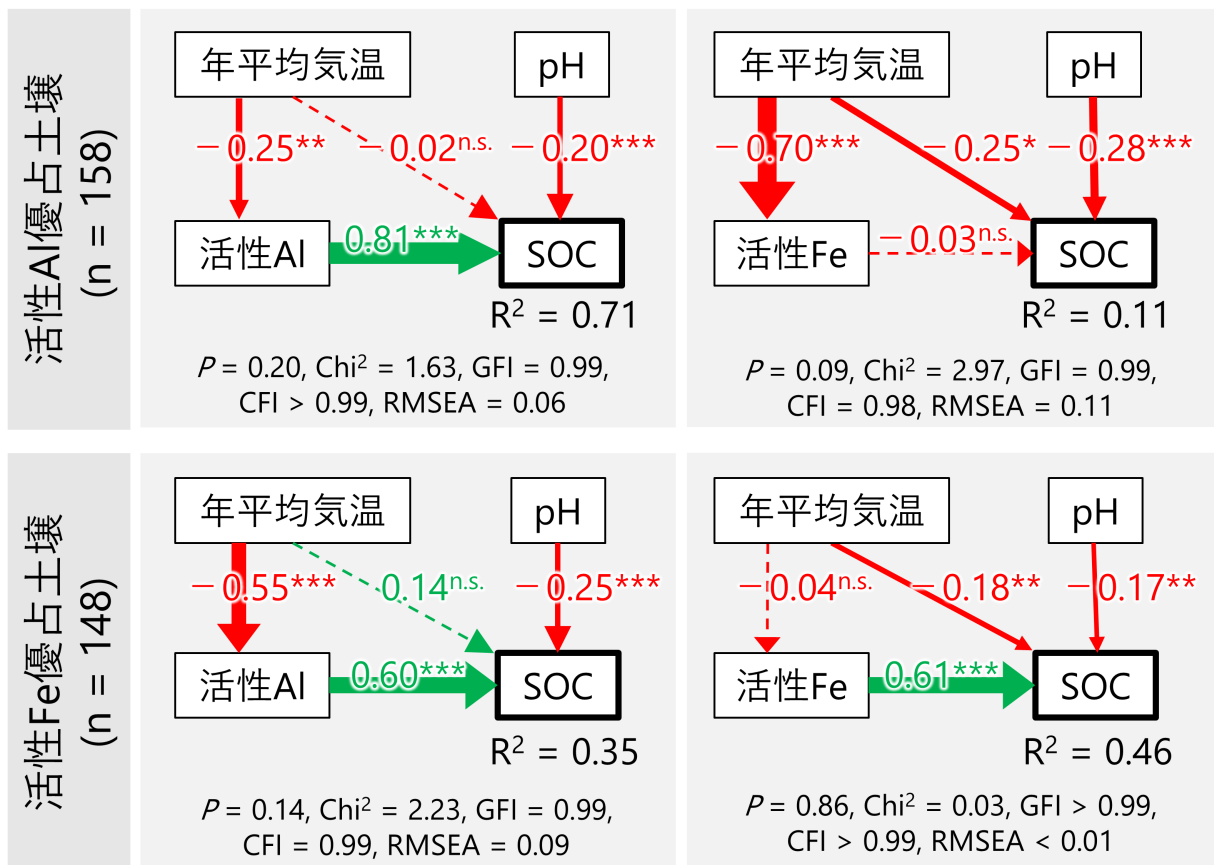 活性Al優占土壌
(n = 158)
年平均気温
pH
−0.25**
−0.02n.s.
−0.20***
活性Al
0.81***
SOC
R² = 0.71
P = 0.20, Chi² = 1.63, GFI = 0.99,
CFI > 0.99, RMSEA = 0.06
年平均気温
pH
−0.70***
−0.25*
−0.28***
活性Fe
−0.03n.s.
SOC
R² = 0.11
P = 0.09, Chi² = 2.97, GFI = 0.99,
CFI = 0.98, RMSEA = 0.11
活性Fe優占土壌
(n = 148)
年平均気温
pH
−0.55***
0.14n.s.
−0.25***
活性Al
0.60***
SOC
R² = 0.35
P = 0.14, Chi² = 2.23, GFI = 0.99,
CFI = 0.99, RMSEA = 0.09
年平均気温
pH
−0.04n.s.
−0.18**
−0.17**
活性Fe
0.61***
SOC
R² = 0.46
P = 0.86, Chi² = 0.03, GFI > 0.99,
CFI > 0.99, RMSEA < 0.01